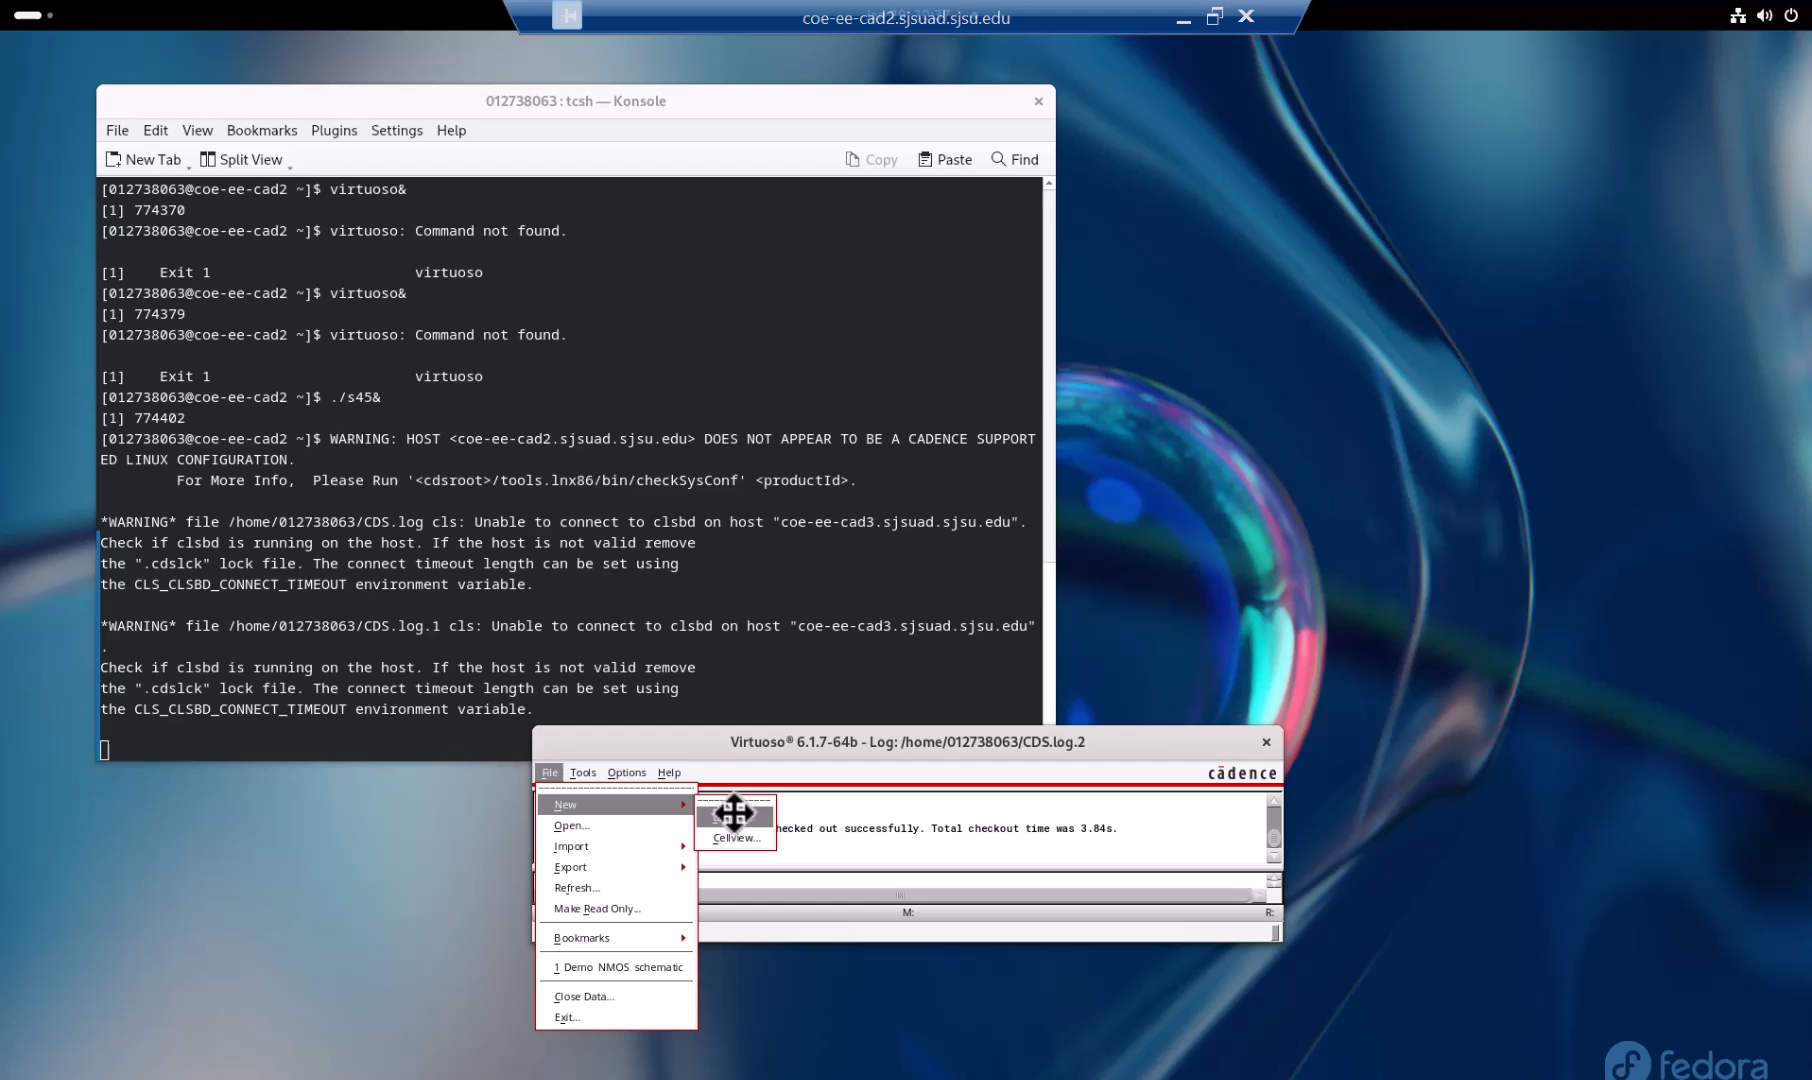 coe-ee-cad2.sjsuad.sjsu.edu
012738063 : tcsh — Konsole
File Edit View Bookmarks Plugins Settings Help
New Tab Split View Copy Paste Find
[012738063@coe-ee-cad2 ~]$ virtuoso&
[1] 774370
[012738063@coe-ee-cad2 ~]$ virtuoso: Command not found.
[1] Exit 1 virtuoso
[012738063@coe-ee-cad2 ~]$ virtuoso&
[1] 774379
[012738063@coe-ee-cad2 ~]$ virtuoso: Command not found.
[1] Exit 1 virtuoso
[012738063@coe-ee-cad2 ~]$ ./s45&
[1] 774402
[012738063@coe-ee-cad2 ~]$ WARNING: HOST <coe-ee-cad2.sjsuad.sjsu.edu> DOES NOT APPEAR TO BE A CADENCE SUPPORT
ED LINUX CONFIGURATION.
For More Info, Please Run '<cdsroot>/tools.lnx86/bin/checkSysConf' <productId>.
*WARNING* file /home/012738063/CDS.log cls: Unable to connect to clsbd on host "coe-ee-cad3.sjsuad.sjsu.edu".
Check if clsbd is running on the host. If the host is not valid remove
the ".cdslck" lock file. The connect timeout length can be set using
the CLS_CLSBD_CONNECT_TIMEOUT environment variable.
*WARNING* file /home/012738063/CDS.log.1 cls: Unable to connect to clsbd on host "coe-ee-cad3.sjsuad.sjsu.edu"
.
Check if clsbd is running on the host. If the host is not valid remove
the ".cdslck" lock file. The connect timeout length can be set using
the CLS_CLSBD_CONNECT_TIMEOUT environment variable.
Virtuoso® 6.1.7-64b - Log: /home/012738063/CDS.log.2
File Tools Options Help
cādence
New
Open...
Import
Export
Refresh...
Make Read Only...
Bookmarks
1 Demo NMOS schematic
Close Data...
Exit...
Cellview...
hecked out successfully. Total checkout time was 3.84s.
M:
R:
fedora